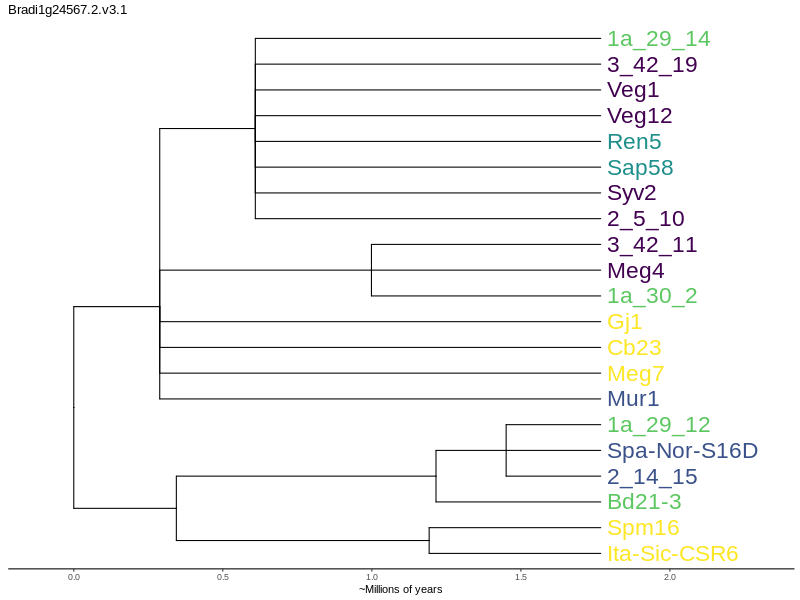 Bradi1g24567.2.v3.1
1a_29_14
3_42_19
Veg1
Veg12
Ren5
Sap58
Syv2
2_5_10
3_42_11
Meg4
1a_30_2
Gj1
Cb23
Meg7
Mur1
1a_29_12
Spa-Nor-S16D
2_14_15
Bd21-3
Spm16
Ita-Sic-CSR6
0.0 0.5 1.0 1.5 2.0
~Millions of years